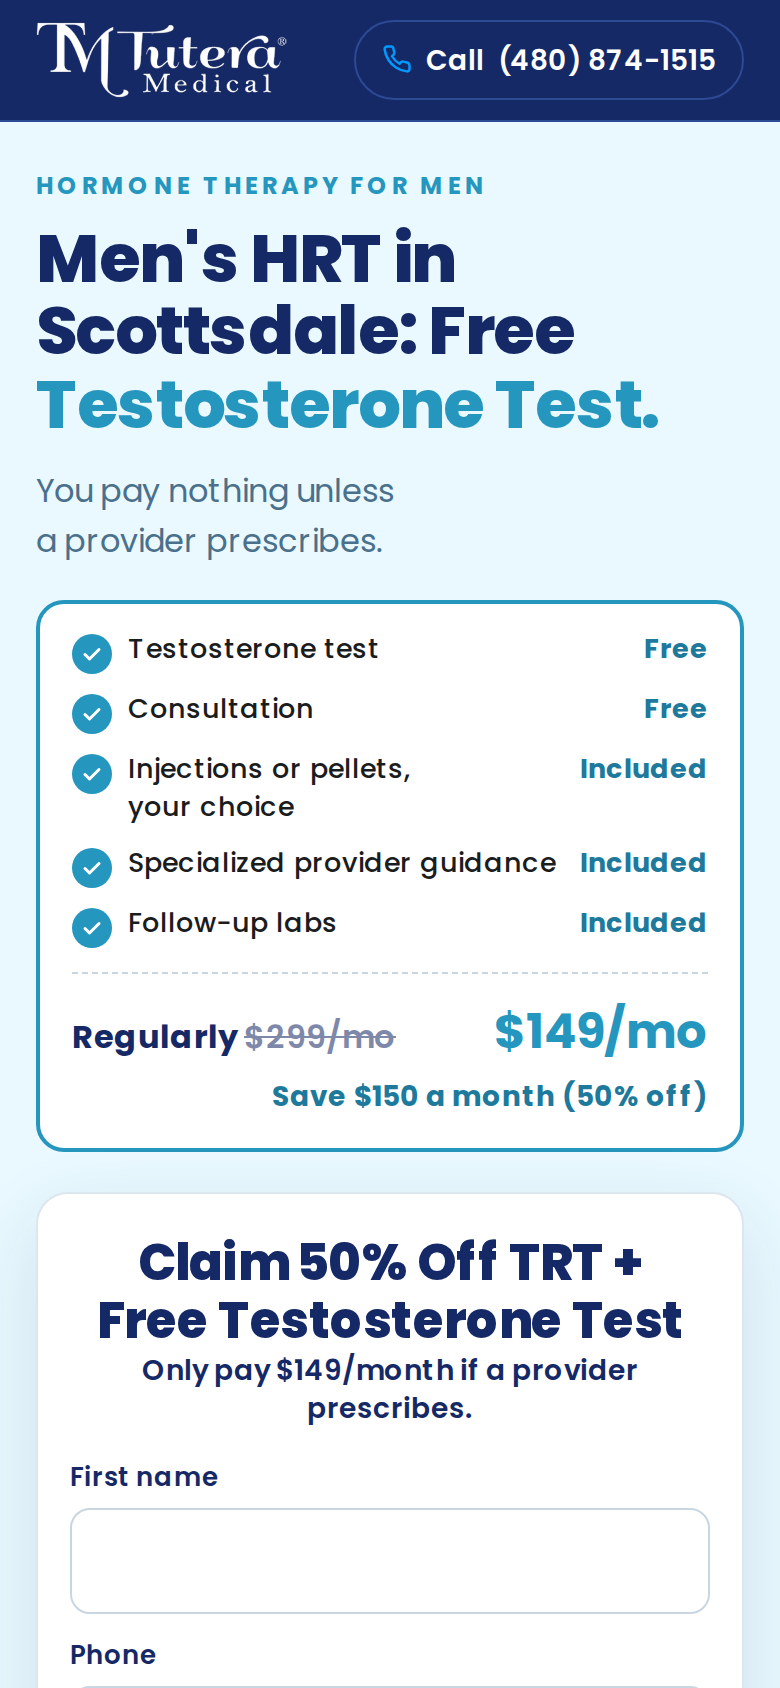 TM Tutera®
Medical
Call (480) 874-1515
HORMONE THERAPY FOR MEN
Men's HRT in
Scottsdale: Free
Testosterone Test.
You pay nothing unless
a provider prescribes.
Testosterone test Free
Consultation Free
Injections or pellets, Included
your choice
Specialized provider guidance Included
Follow-up labs Included
Regularly $299/mo $149/mo
Save $150 a month (50% off)
Claim 50% Off TRT +
Free Testosterone Test
Only pay $149/month if a provider
prescribes.
First name
Phone